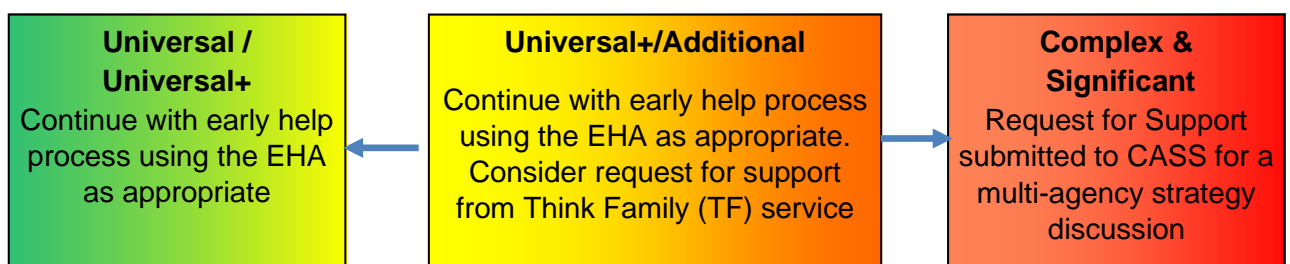 Universal /
Universal+
Continue with early help
process using the EHA
as appropriate
Universal+/Additional
Continue with early help process
using the EHA as appropriate.
Consider request for support
from Think Family (TF) service
Complex &
Significant
Request for Support
submitted to CASS for a
multi-agency strategy
discussion